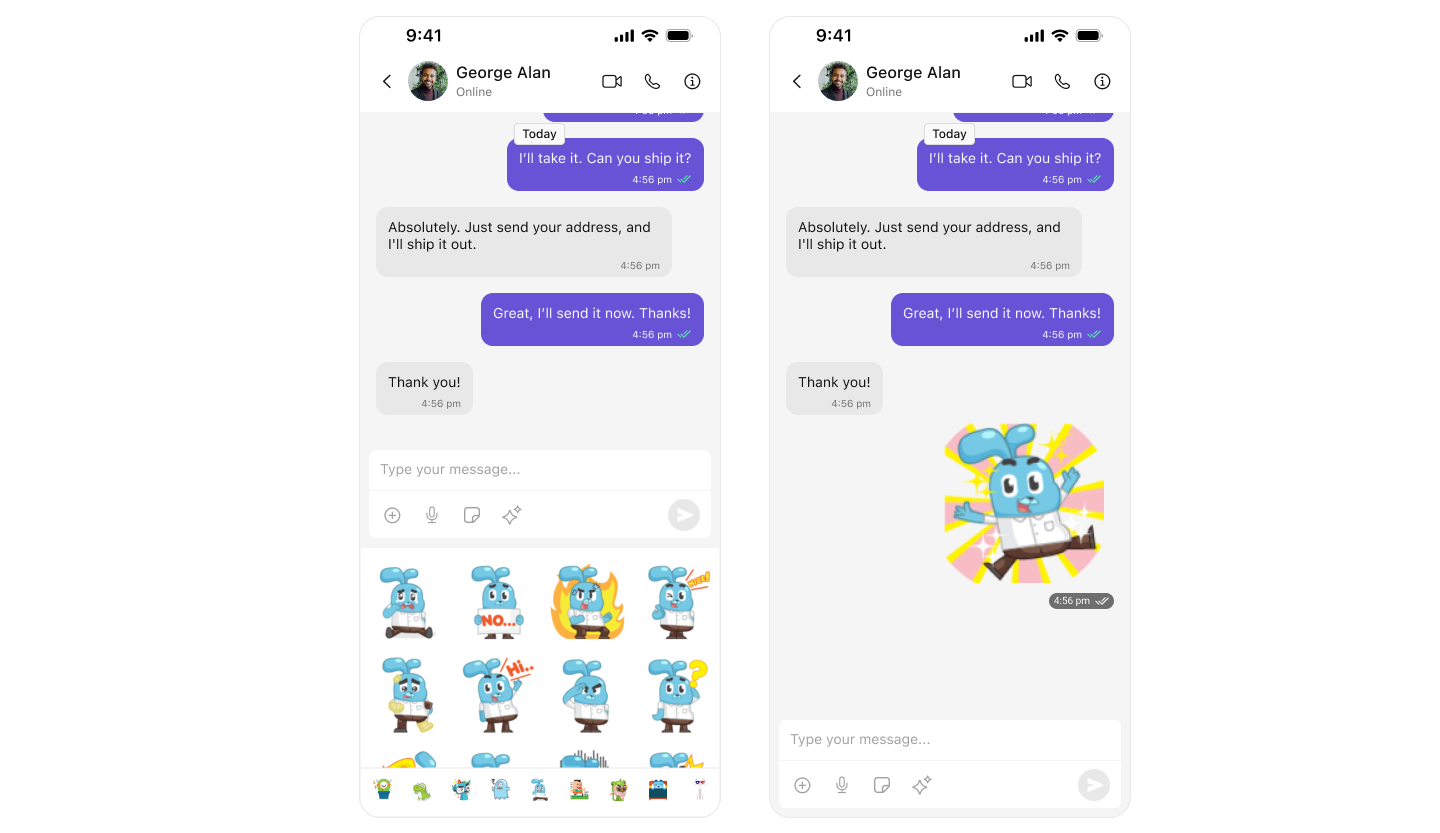 9:41
George Alan
Online
Today
I’ll take it. Can you ship it?
4:56 pm
Absolutely. Just send your address, and
I'll ship it out.
4:56 pm
Great, I’ll send it now. Thanks!
4:56 pm
Thank you!
4:56 pm
Type your message...
NO...
NICE!
Hi..
?
9:41
George Alan
Online
Today
I’ll take it. Can you ship it?
4:56 pm
Absolutely. Just send your address, and
I'll ship it out.
4:56 pm
Great, I’ll send it now. Thanks!
4:56 pm
Thank you!
4:56 pm
4:56 pm
Type your message...